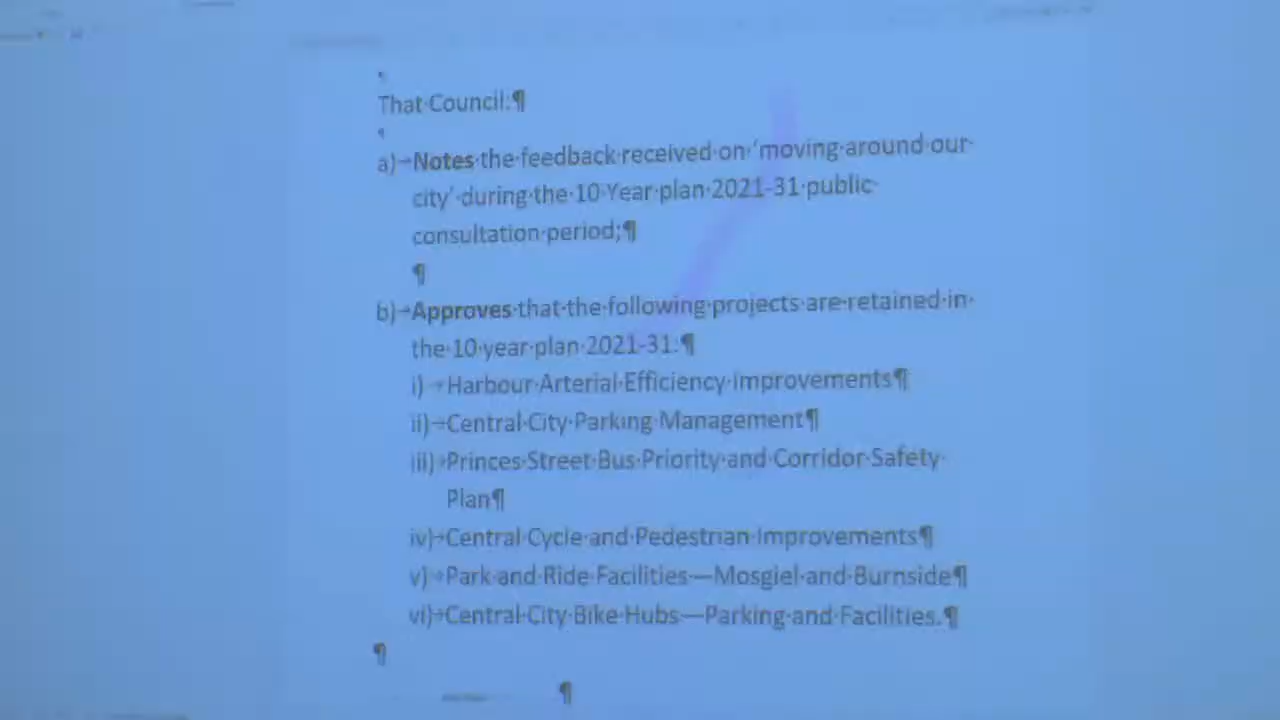 That Council:¶
¶
a)→Notes·the·feedback·received·on·‘moving·around·our·
city’·during·the·10·Year·plan·2021-31·public·
consultation·period;¶
¶
b)→Approves·that·the·following·projects·are·retained·in·
the·10·year·plan·2021-31:¶
i)→Harbour·Arterial·Efficiency·Improvements¶
ii)→Central·City·Parking·Management¶
iii)→Princes·Street·Bus·Priority·and·Corridor·Safety·
Plan¶
iv)→Central·Cycle·and·Pedestrian·Improvements¶
v)→Park·and·Ride·Facilities·—·Mosgiel·and·Burnside¶
vi)→Central·City·Bike·Hubs·—·Parking·and·Facilities.¶
¶
¶